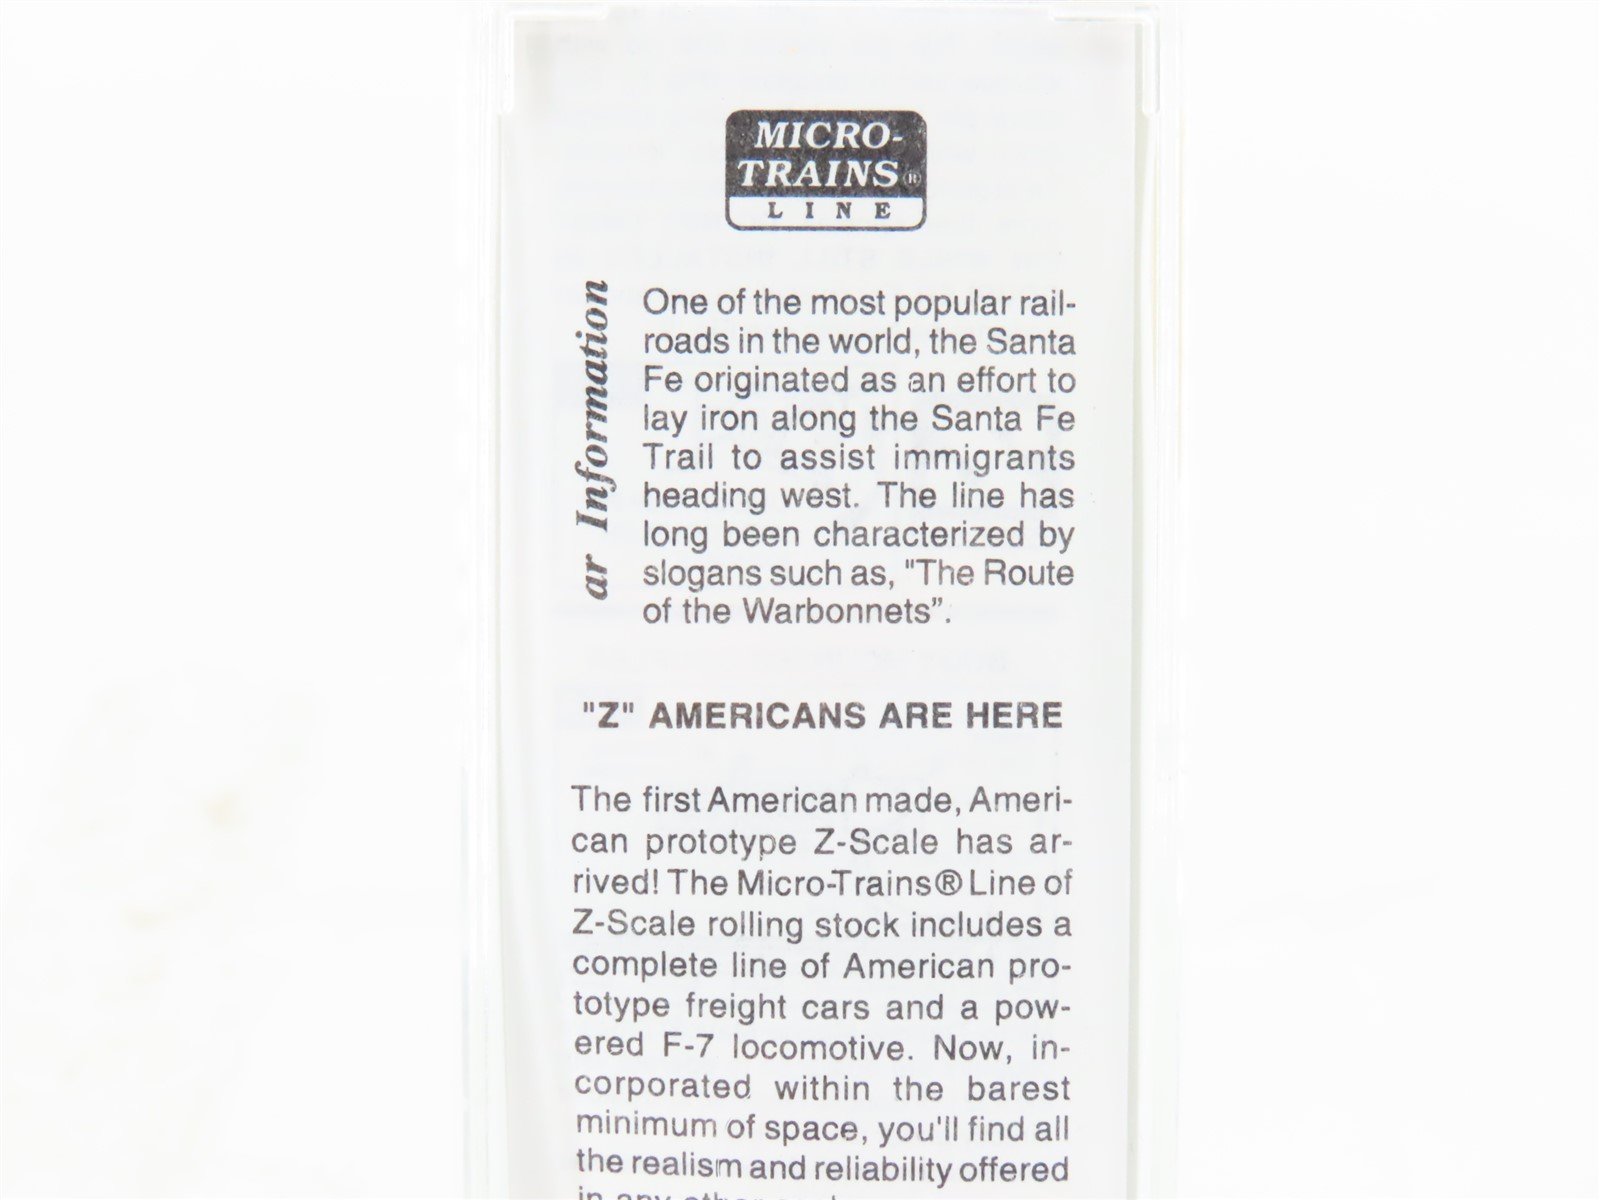 MICRO-
TRAINS®
LINE
ar Information
One of the most popular rail-
roads in the world, the Santa
Fe originated as an effort to
lay iron along the Santa Fe
Trail to assist immigrants
heading west. The line has
long been characterized by
slogans such as, "The Route
of the Warbonnets”.
"Z" AMERICANS ARE HERE
The first American made, Ameri-
can prototype Z-Scale has ar-
rived! The Micro-Trains® Line of
Z-Scale rolling stock includes a
complete line of American pro-
totype freight cars and a pow-
ered F-7 locomotive. Now, in-
corporated within the barest
minimum of space, you'll find all
the realism and reliability offered
in any other